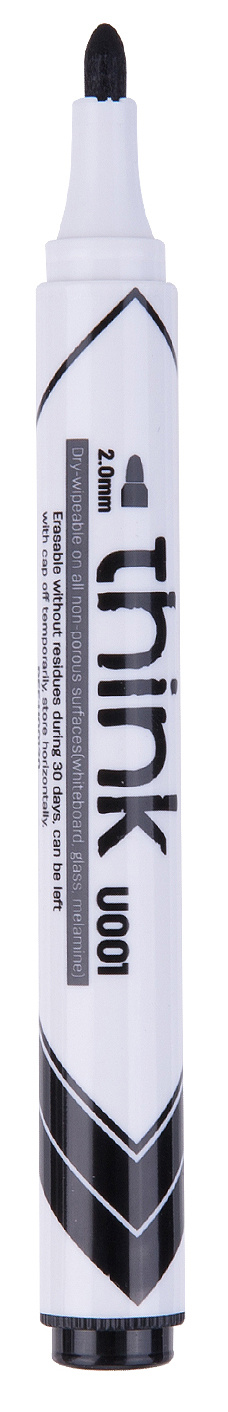 2.0mm
think U001
Dry-wipeable on all non-porous surfaces(whiteboard, glass, melamine)
Erasable without residues during 30 days, can be left
with cap off temporarily, store horizontally.